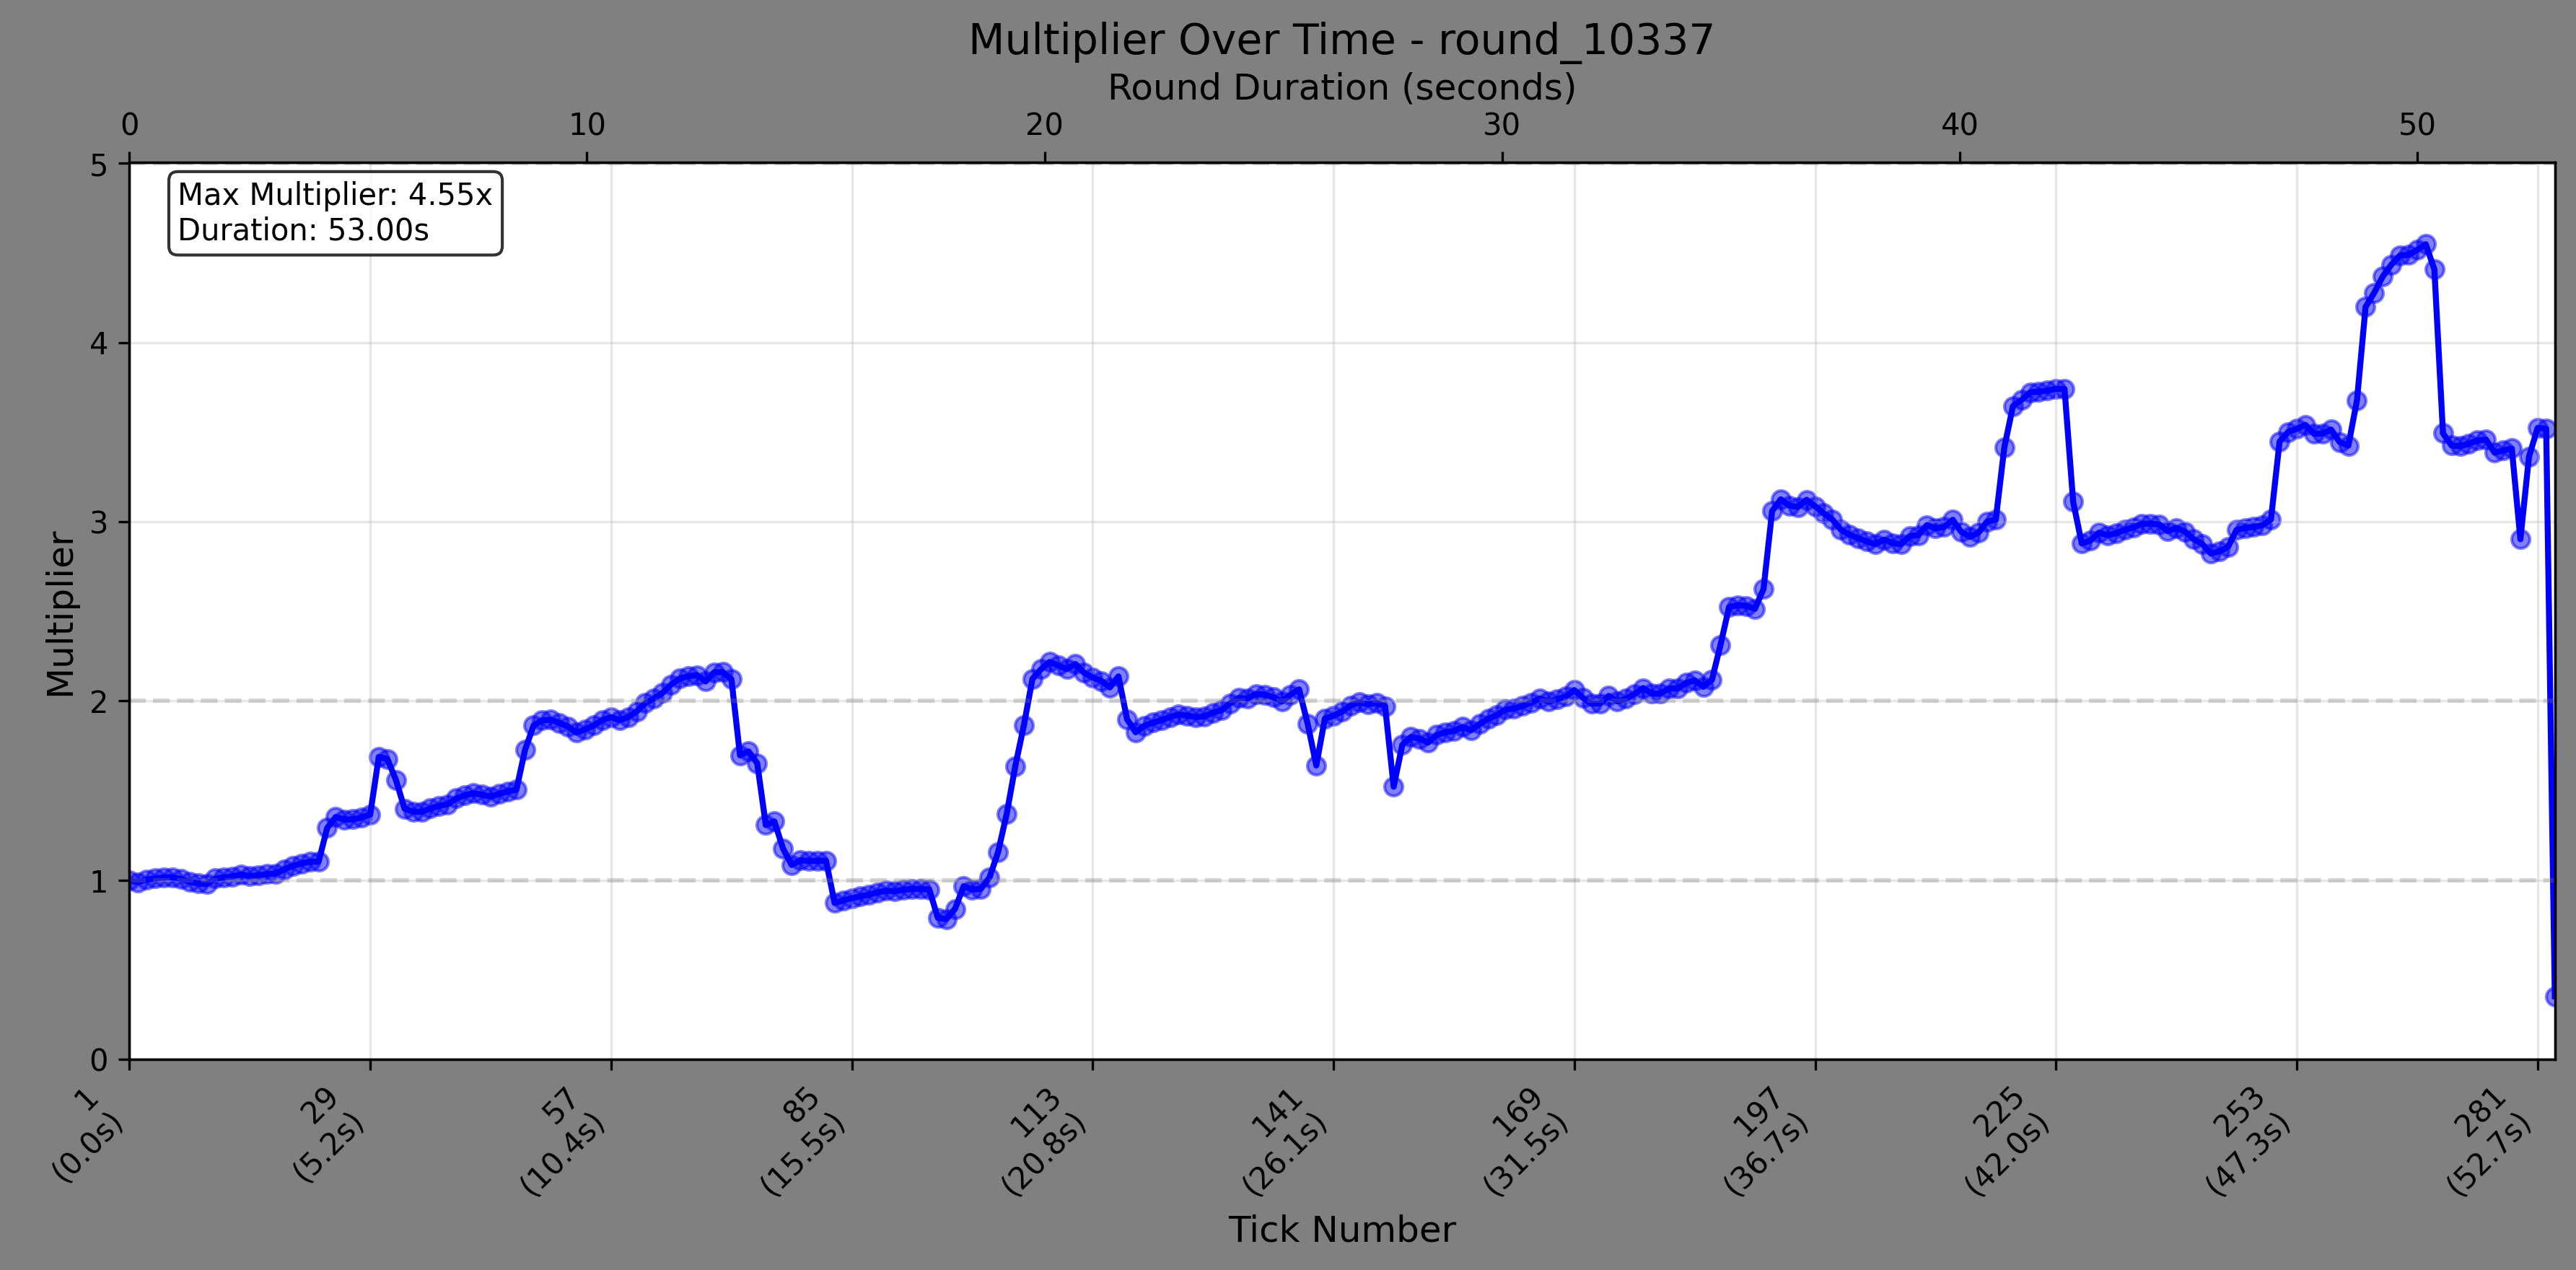 Multiplier Over Time - round_10337
Round Duration (seconds)
0 10 20 30 40 50
Max Multiplier: 4.55x
Duration: 53.00s
5
4
3
2
1
0
Multiplier
1
(0.0s)
29
(5.2s)
57
(10.4s)
85
(15.5s)
113
(20.8s)
141
(26.1s)
169
(31.5s)
197
(36.7s)
225
(42.0s)
253
(47.3s)
281
(52.7s)
Tick Number